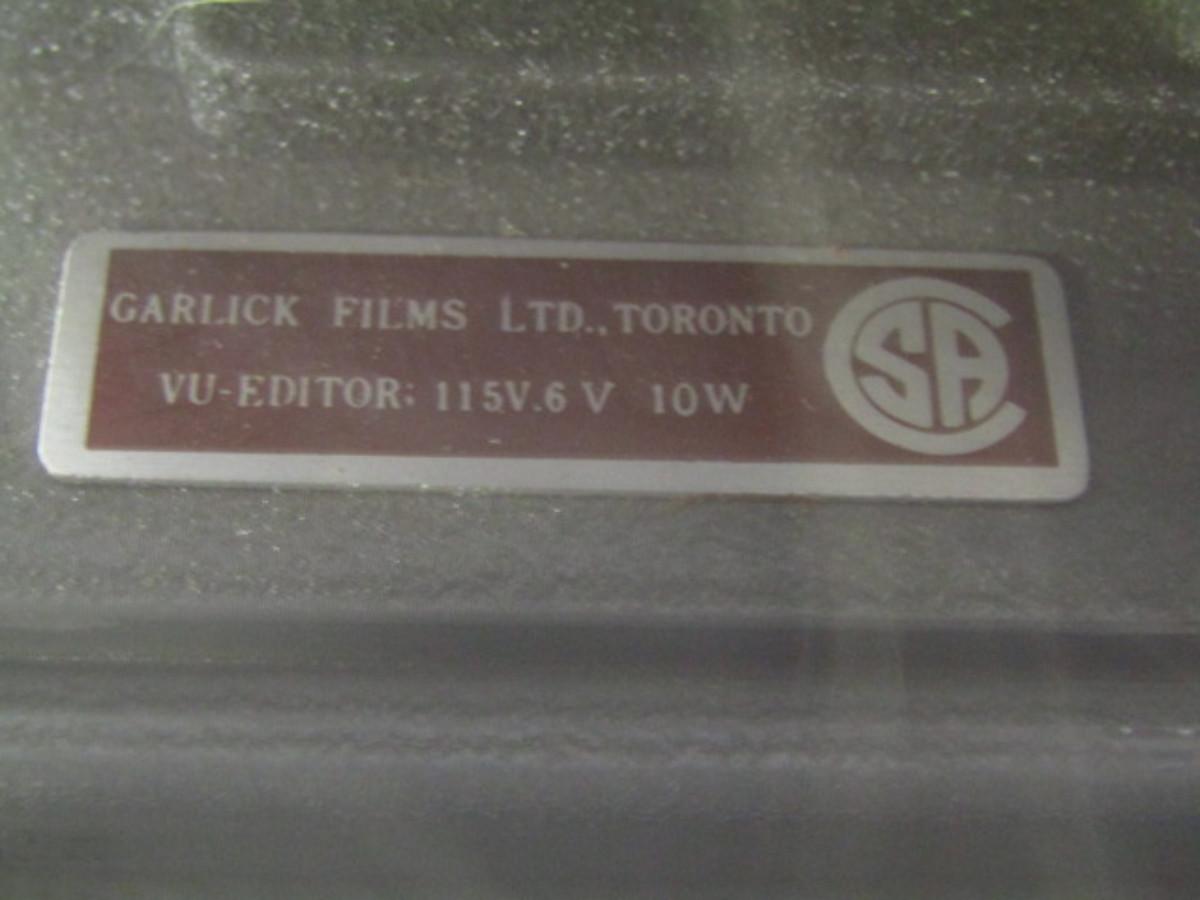 GARLICK FILMS LTD., TORONTO
VU-EDITOR: 115V.6 V 10W
CSA